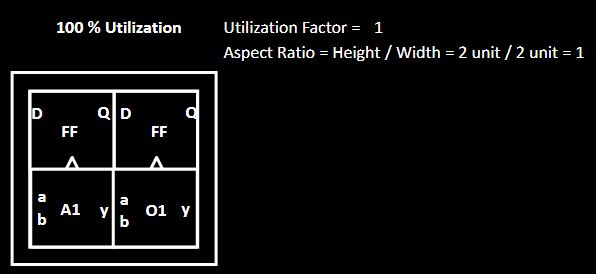 100 % Utilization Utilization Factor = 1
Aspect Ratio = Height / Width = 2 unit / 2 unit = 1
D Q D Q
FF FF
a A1 y a O1 y
b b